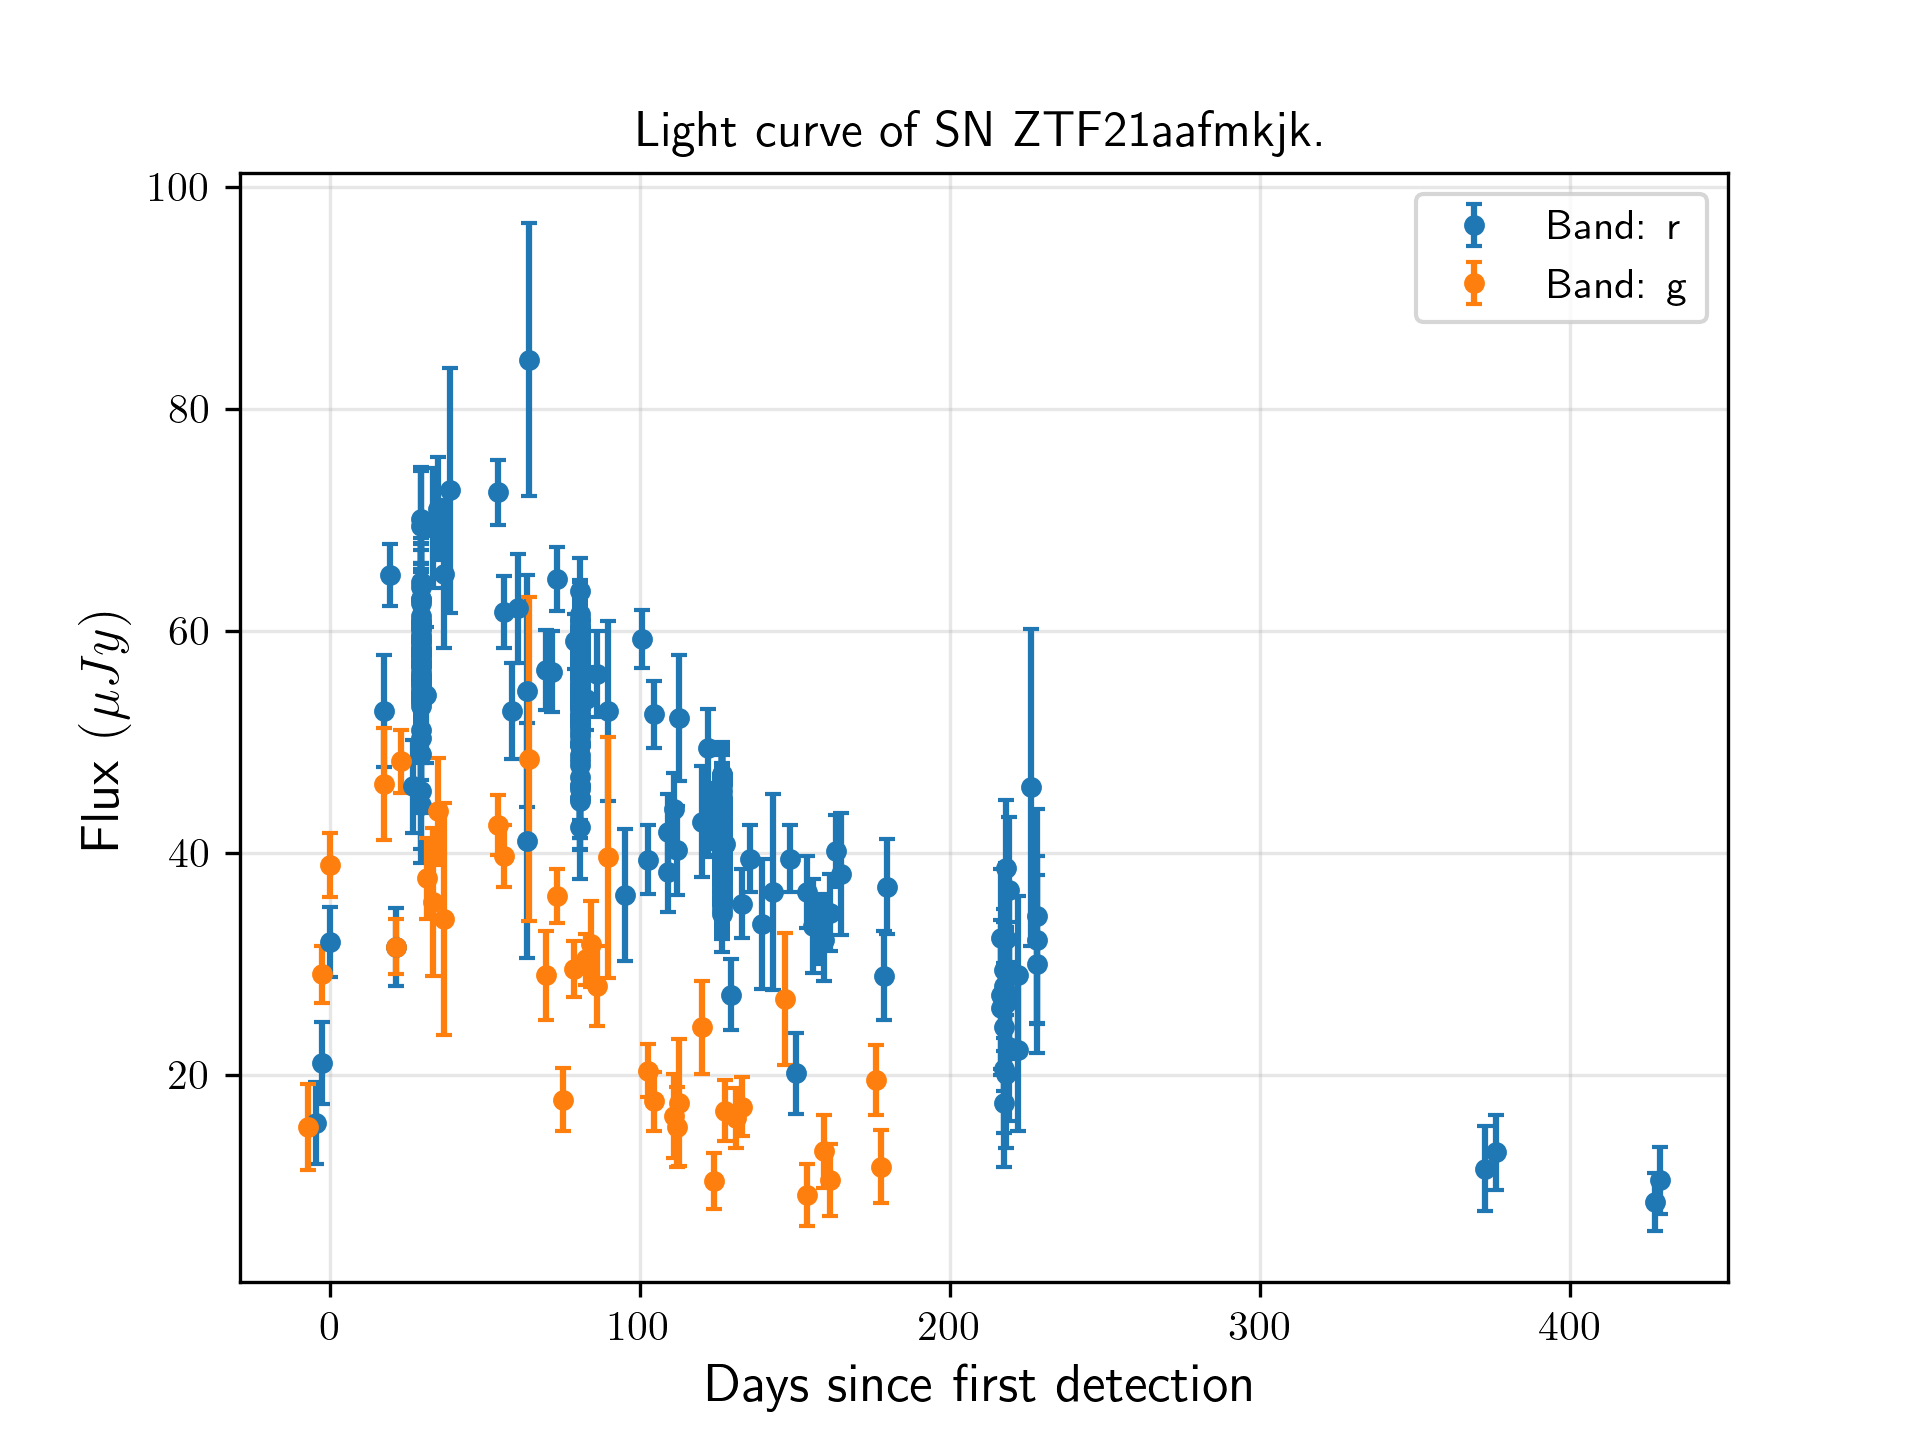 Light curve of SN ZTF21aafmkjk.
100
80
60
40
20
Flux (μJy)
Band: r
Band: g
0 100 200 300 400
Days since first detection